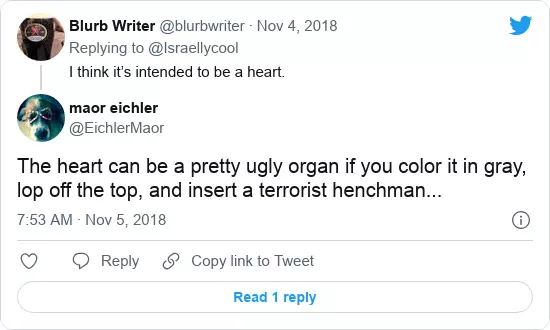 Blurb Writer @blurbwriter · Nov 4, 2018
Replying to @Israellycool
I think it’s intended to be a heart.
maor eichler
@EichlerMaor
The heart can be a pretty ugly organ if you color it in gray,
lop off the top, and insert a terrorist henchman...
7:53 AM · Nov 5, 2018
Reply Copy link to Tweet
Read 1 reply